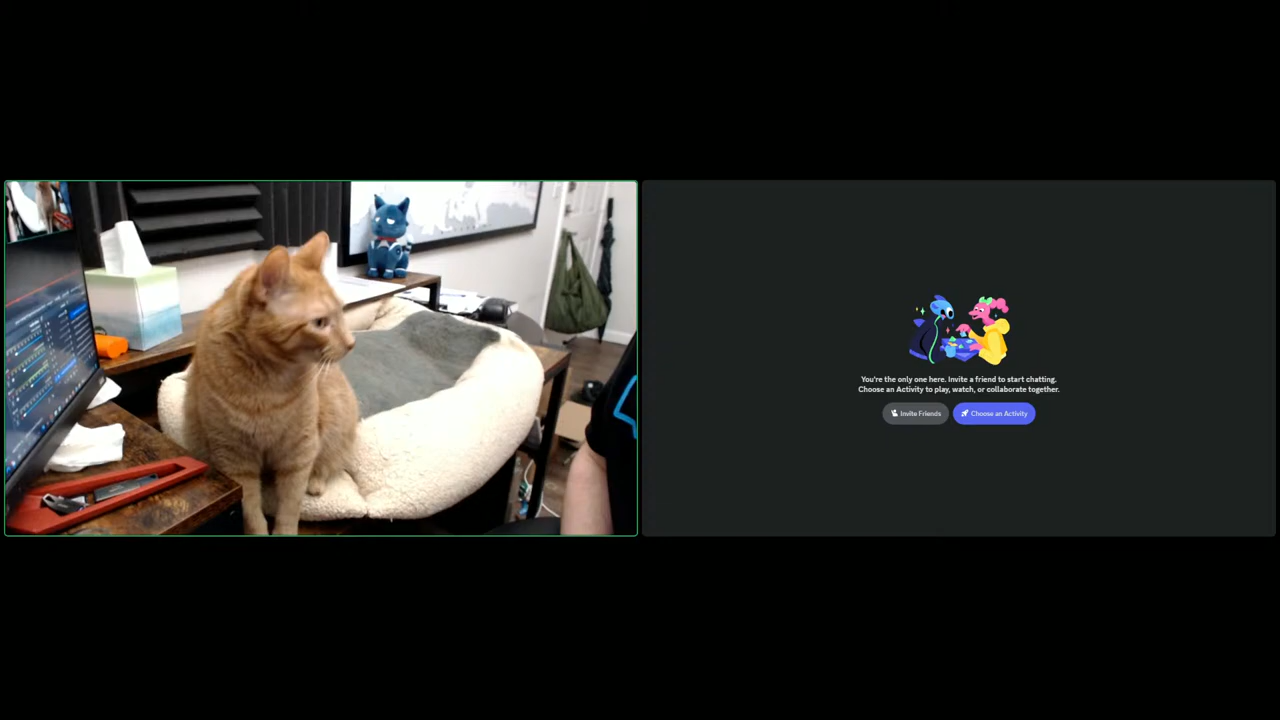 You're the only one here. Invite a friend to start chatting.
Choose an Activity to play, watch, or collaborate together.
Invite Friends
Choose an Activity